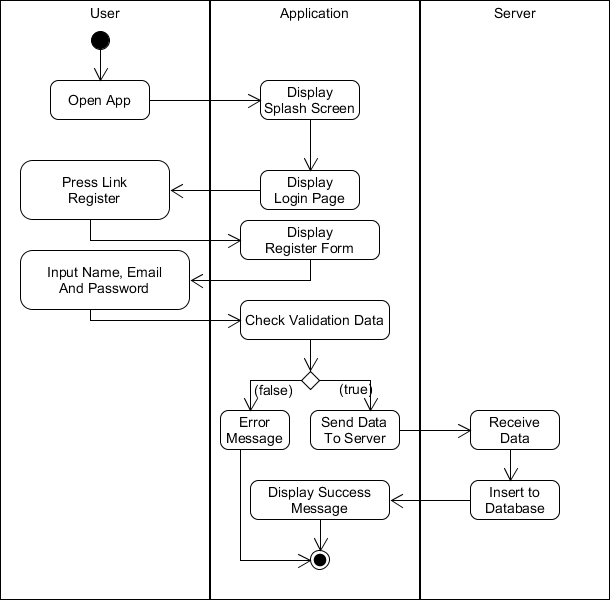 User
Application
Server
Open App
Display
Splash Screen
Press Link
Register
Display
Login Page
Display
Register Form
Input Name, Email
And Password
Check Validation Data
(false)
(true)
Error
Message
Send Data
To Server
Receive
Data
Display Success
Message
Insert to
Database